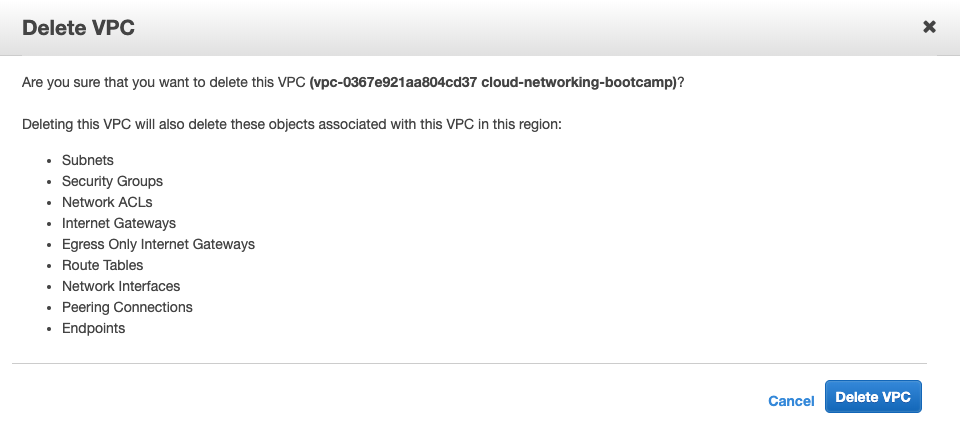 Delete VPC
Are you sure that you want to delete this VPC (vpc-0367e921aa804cd37 cloud-networking-bootcamp)?
Deleting this VPC will also delete these objects associated with this VPC in this region:
• Subnets
• Security Groups
• Network ACLs
• Internet Gateways
• Egress Only Internet Gateways
• Route Tables
• Network Interfaces
• Peering Connections
• Endpoints
Cancel Delete VPC